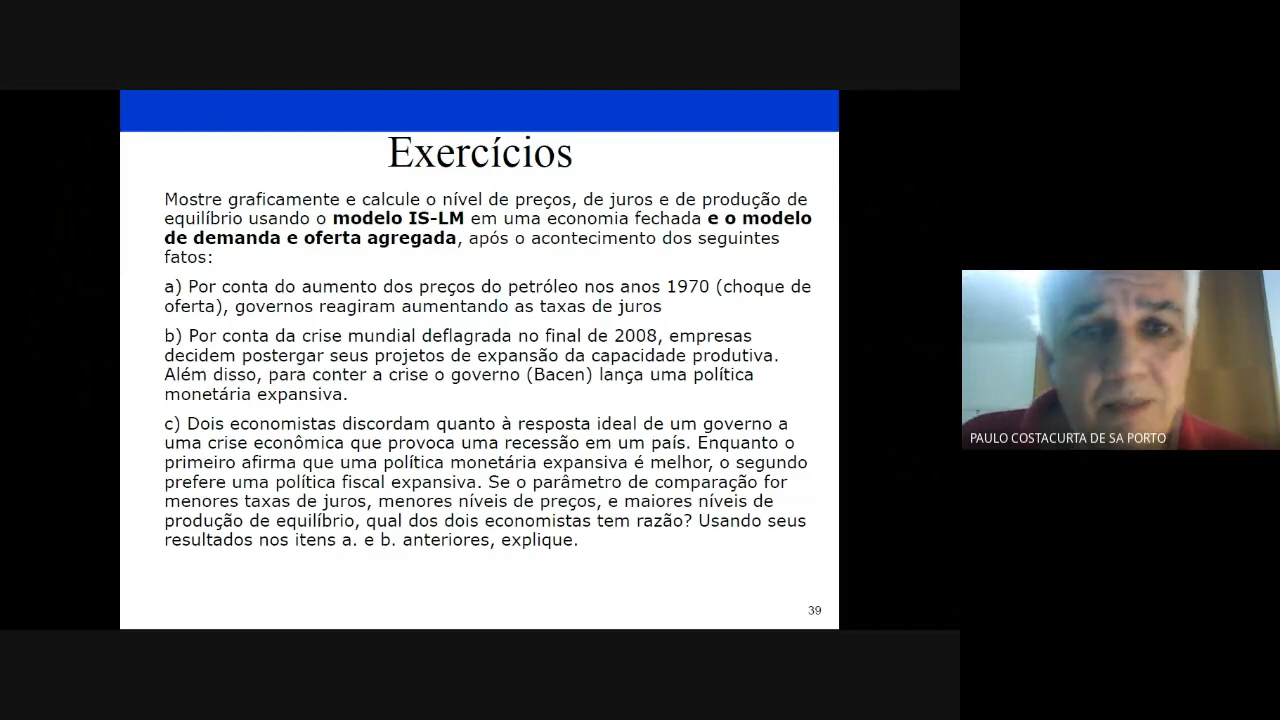 Exercícios
Mostre graficamente e calcule o nível de preços, de juros e de produção de
equilíbrio usando o modelo IS-LM em uma economia fechada e o modelo
de demanda e oferta agregada, após o acontecimento dos seguintes
fatos:
a) Por conta do aumento dos preços do petróleo nos anos 1970 (choque de
oferta), governos reagiram aumentando as taxas de juros
b) Por conta da crise mundial deflagrada no final de 2008, empresas
decidem postergar seus projetos de expansão da capacidade produtiva.
Além disso, para conter a crise o governo (Bacen) lança uma política
monetária expansiva.
c) Dois economistas discordam quanto à resposta ideal de um governo a
uma crise econômica que provoca uma recessão em um país. Enquanto o
primeiro afirma que uma política monetária expansiva é melhor, o segundo
prefere uma política fiscal expansiva. Se o parâmetro de comparação for
menores taxas de juros, menores níveis de preços, e maiores níveis de
produção de equilíbrio, qual dos dois economistas tem razão? Usando seus
resultados nos itens a. e b. anteriores, explique.
39
PAULO COSTACURTA DE SA PORTO